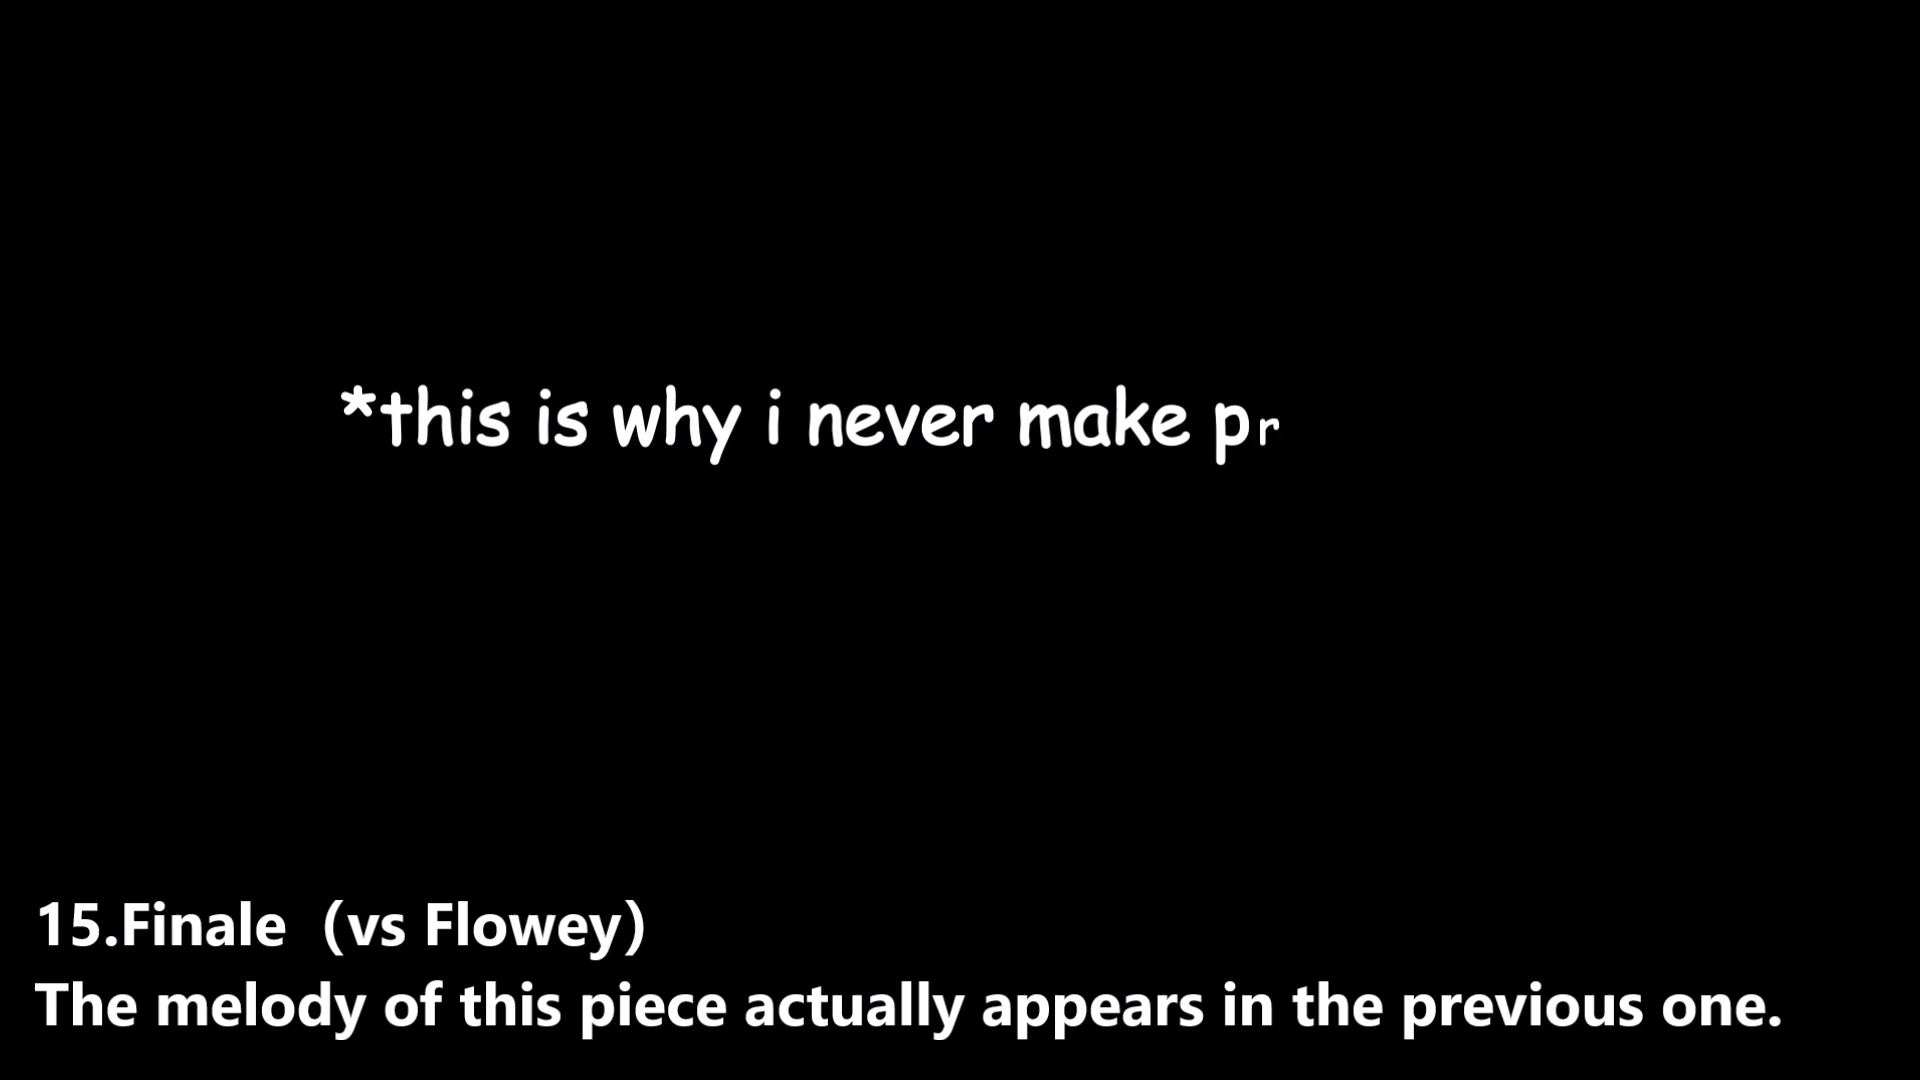 *this is why i never make pr
15.Finale（vs Flowey）
The melody of this piece actually appears in the previous one.